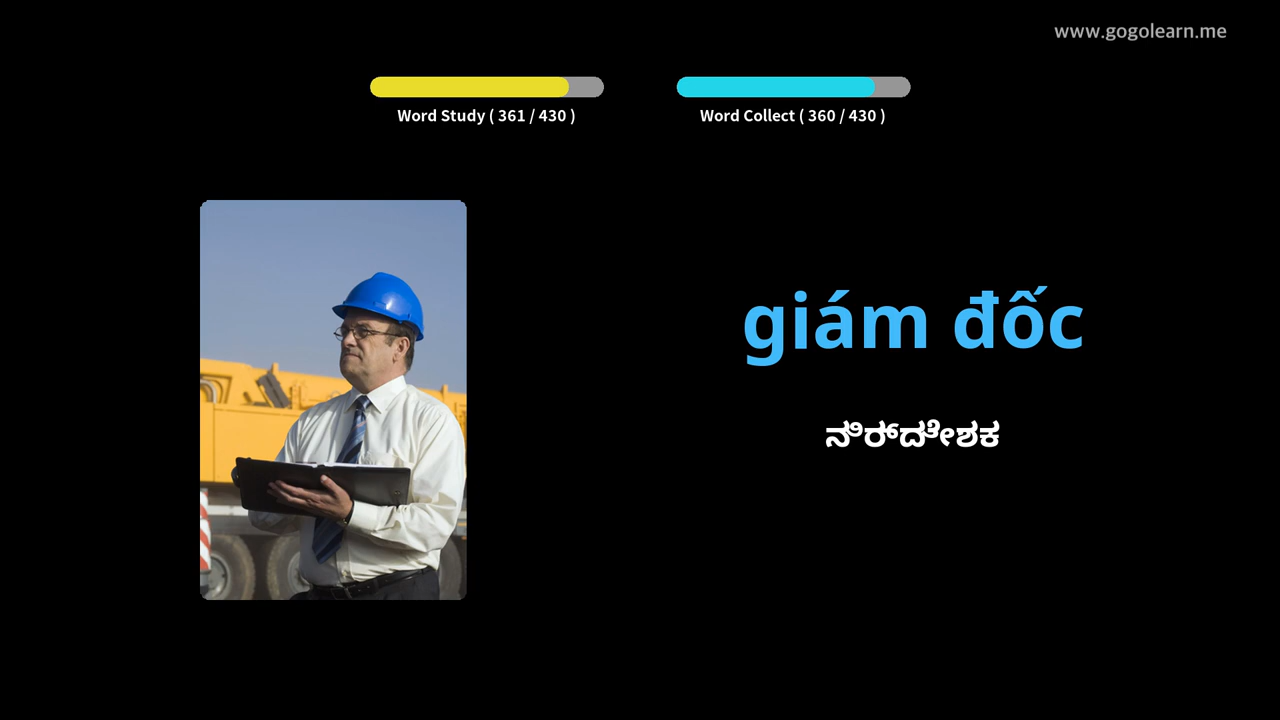 www.gogolearn.me
Word Study ( 361 / 430 )
Word Collect ( 360 / 430 )
giám đốc
ನಿರ್ದೇಶಕ